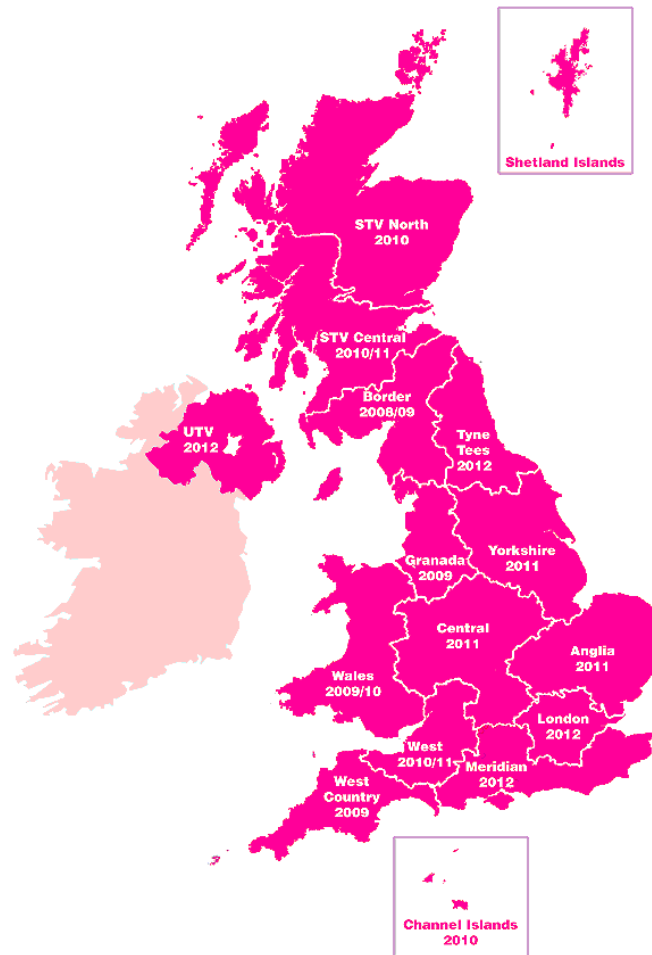 Shetland Islands
STV North
2010
STV Central
2010/11
Border
2008/09
UTV
2012
Tyne
Tees
2012
Granada
2009
Yorkshire
2011
Central
2011
Anglia
2011
Wales
2009/10
London
2012
West
2010/11
Meridian
2012
West
Country
2009
Channel Islands
2010